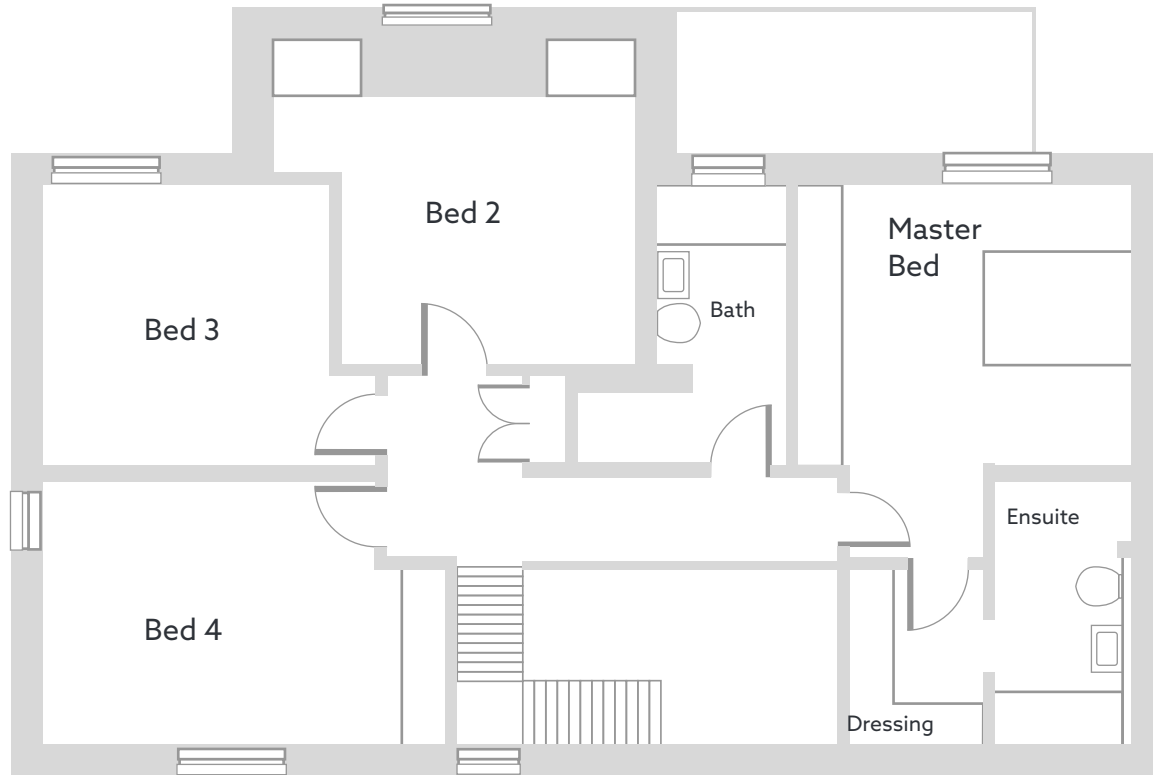 Bed 2
Master
Bed
Bath
Bed 3
Ensuite
Bed 4
Dressing